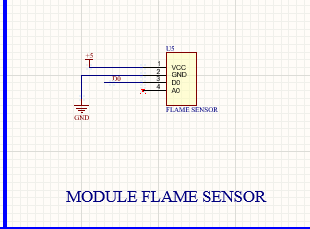 U5
+5
1 VCC
2 GND
D0 3 D0
4 A0
FLAME SENSOR
GND
MODULE FLAME SENSOR